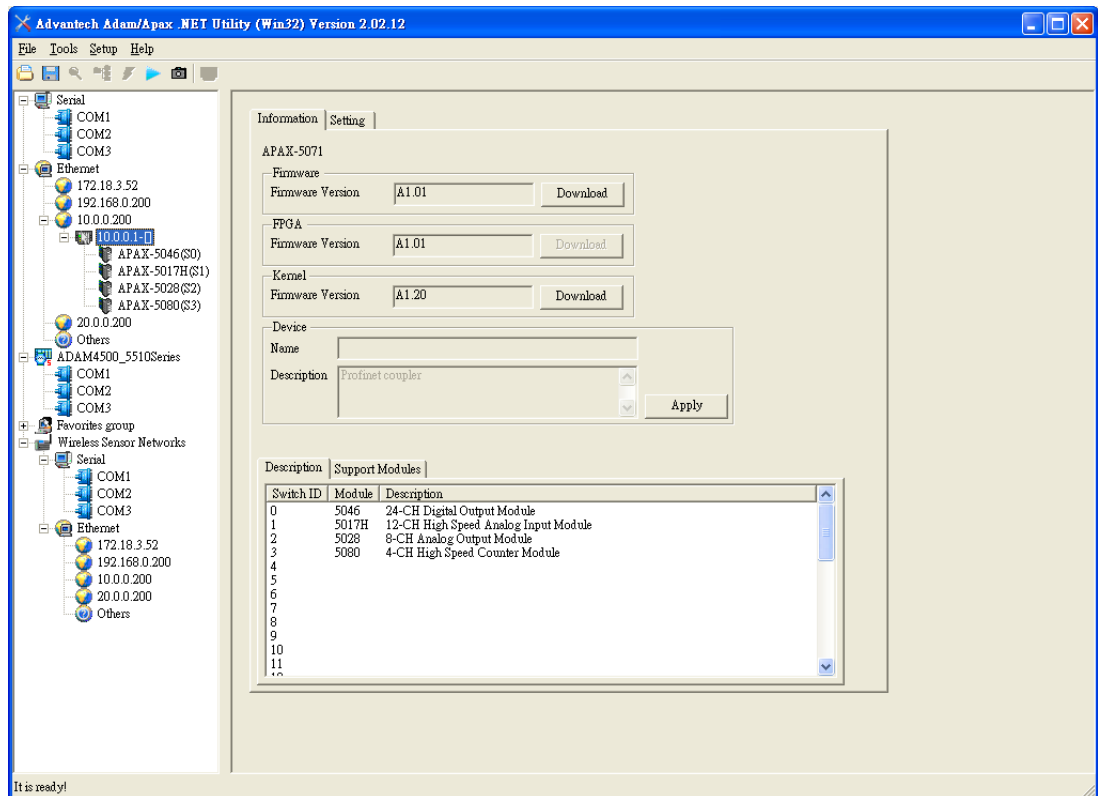 Advantech Adam/Apax .NET Utility (Win32) Version 2.02.12
File Tools Setup Help
Serial
COM1
COM2
COM3
Ethernet
172.18.3.52
192.168.0.200
10.0.0.200
10.0.0.1-[]
APAX-5046(S0)
APAX-5017H(S1)
APAX-5028(S2)
APAX-5080(S3)
20.0.0.200
Others
ADAM4500_5510Series
COM1
COM2
COM3
Favorites group
Wireless Sensor Networks
Serial
COM1
COM2
COM3
Ethernet
172.18.3.52
192.168.0.200
10.0.0.200
20.0.0.200
Others
Information Setting
APAX-5071
Firmware
Firmware Version A1.01 Download
FPGA
Firmware Version A1.01 Download
Kernel
Firmware Version A1.20 Download
Device
Name
Description Profinet coupler
Apply
Description Support Modules
Switch ID Module Description
0 5046 24-CH Digital Output Module
1 5017H 12-CH High Speed Analog Input Module
2 5028 8-CH Analog Output Module
3 5080 4-CH High Speed Counter Module
4
5
6
7
8
9
10
11
It is ready!